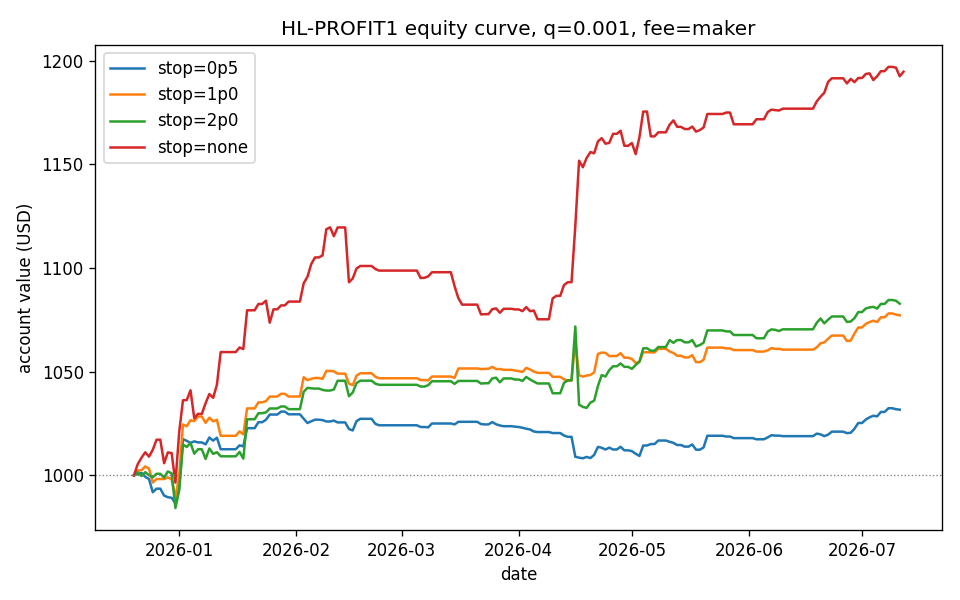 HL-PROFIT1 equity curve, q=0.001, fee=maker
stop=0p5
stop=1p0
stop=2p0
stop=none
account value (USD)
1200
1150
1100
1050
1000
2026-01 2026-02 2026-03 2026-04 2026-05 2026-06 2026-07
date